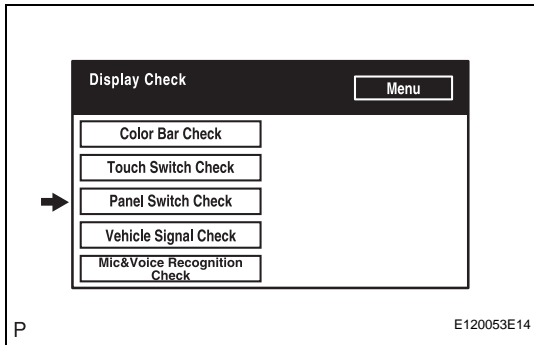 Display Check
Menu
Color Bar Check
Touch Switch Check
Panel Switch Check
Vehicle Signal Check
Mic&Voice Recognition
Check
P
E120053E14